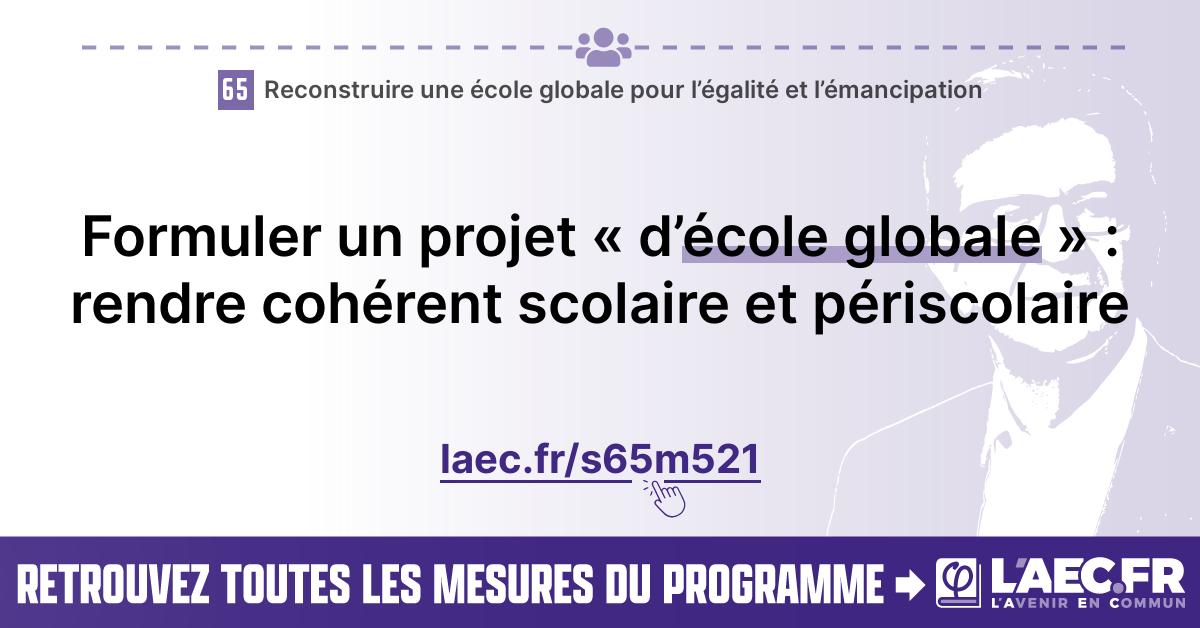 65 Reconstruire une école globale pour l’égalité et l’émancipation
Formuler un projet « d’école globale » :
rendre cohérent scolaire et périscolaire
laec.fr/s65m521
RETROUVEZ TOUTES LES MESURES DU PROGRAMME
L'AEC.FR
L'AVENIR EN COMMUN